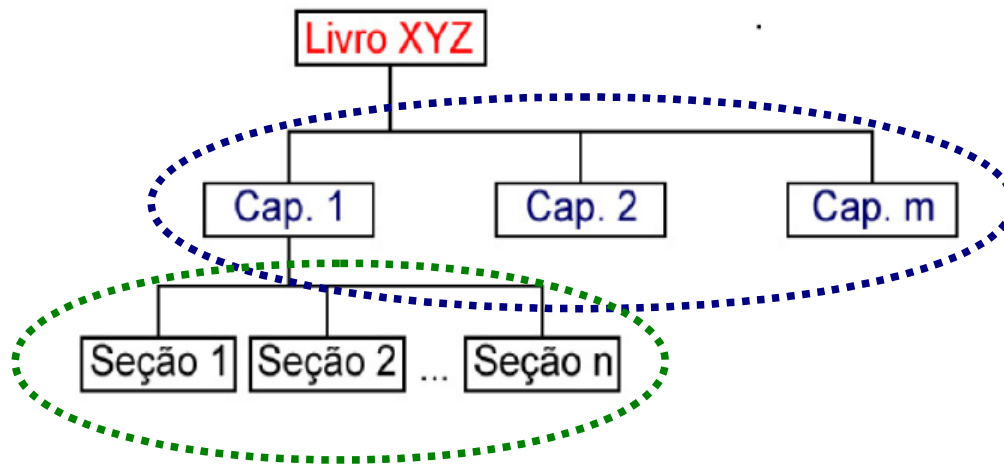 Livro XYZ
Cap. 1 Cap. 2 Cap. m
Seção 1 Seção 2 ... Seção n